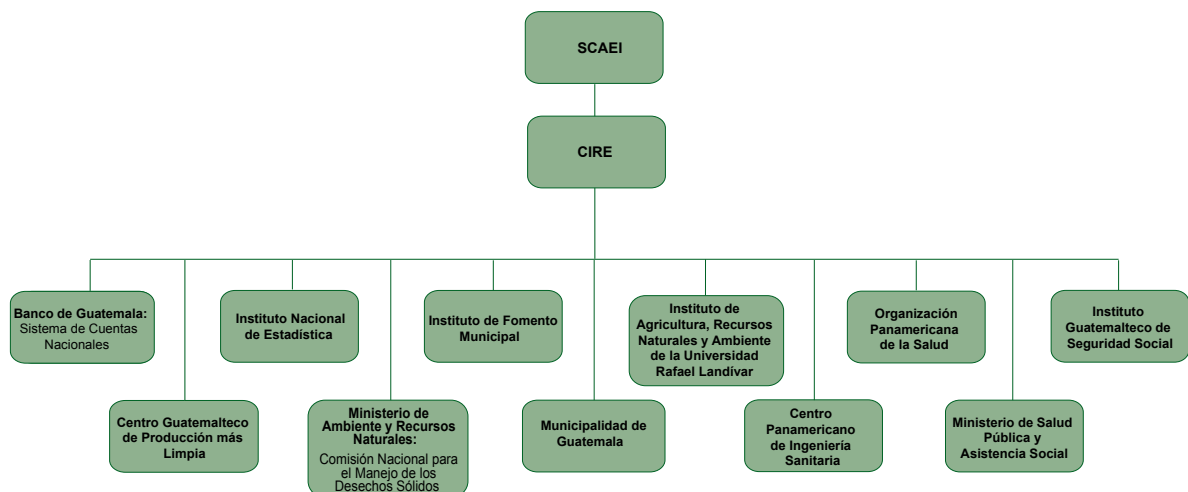 SCAEI
CIRE
Banco de Guatemala:
Sistema de Cuentas
Nacionales
Instituto Nacional
de Estadística
Instituto de Fomento
Municipal
Instituto de
Agricultura, Recursos
Naturales y Ambiente
de la Universidad
Rafael Landívar
Organización
Panamericana
de la Salud
Instituto
Guatemalteco de
Seguridad Social
Centro Guatemalteco
de Producción más
Limpia
Ministerio de
Ambiente y Recursos
Naturales:
Comisión Nacional para
el Manejo de los
Desechos Sólidos
Municipalidad de
Guatemala
Centro
Panamericano
de Ingeniería
Sanitaria
Ministerio de Salud
Pública y
Asistencia Social